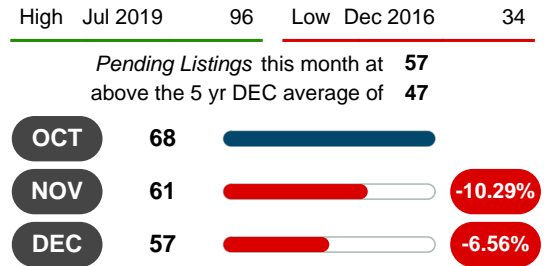 High Jul 2019 96 Low Dec 2016 34
Pending Listings this month at 57
above the 5 yr DEC average of 47
OCT 68
NOV 61 -10.29%
DEC 57 -6.56%